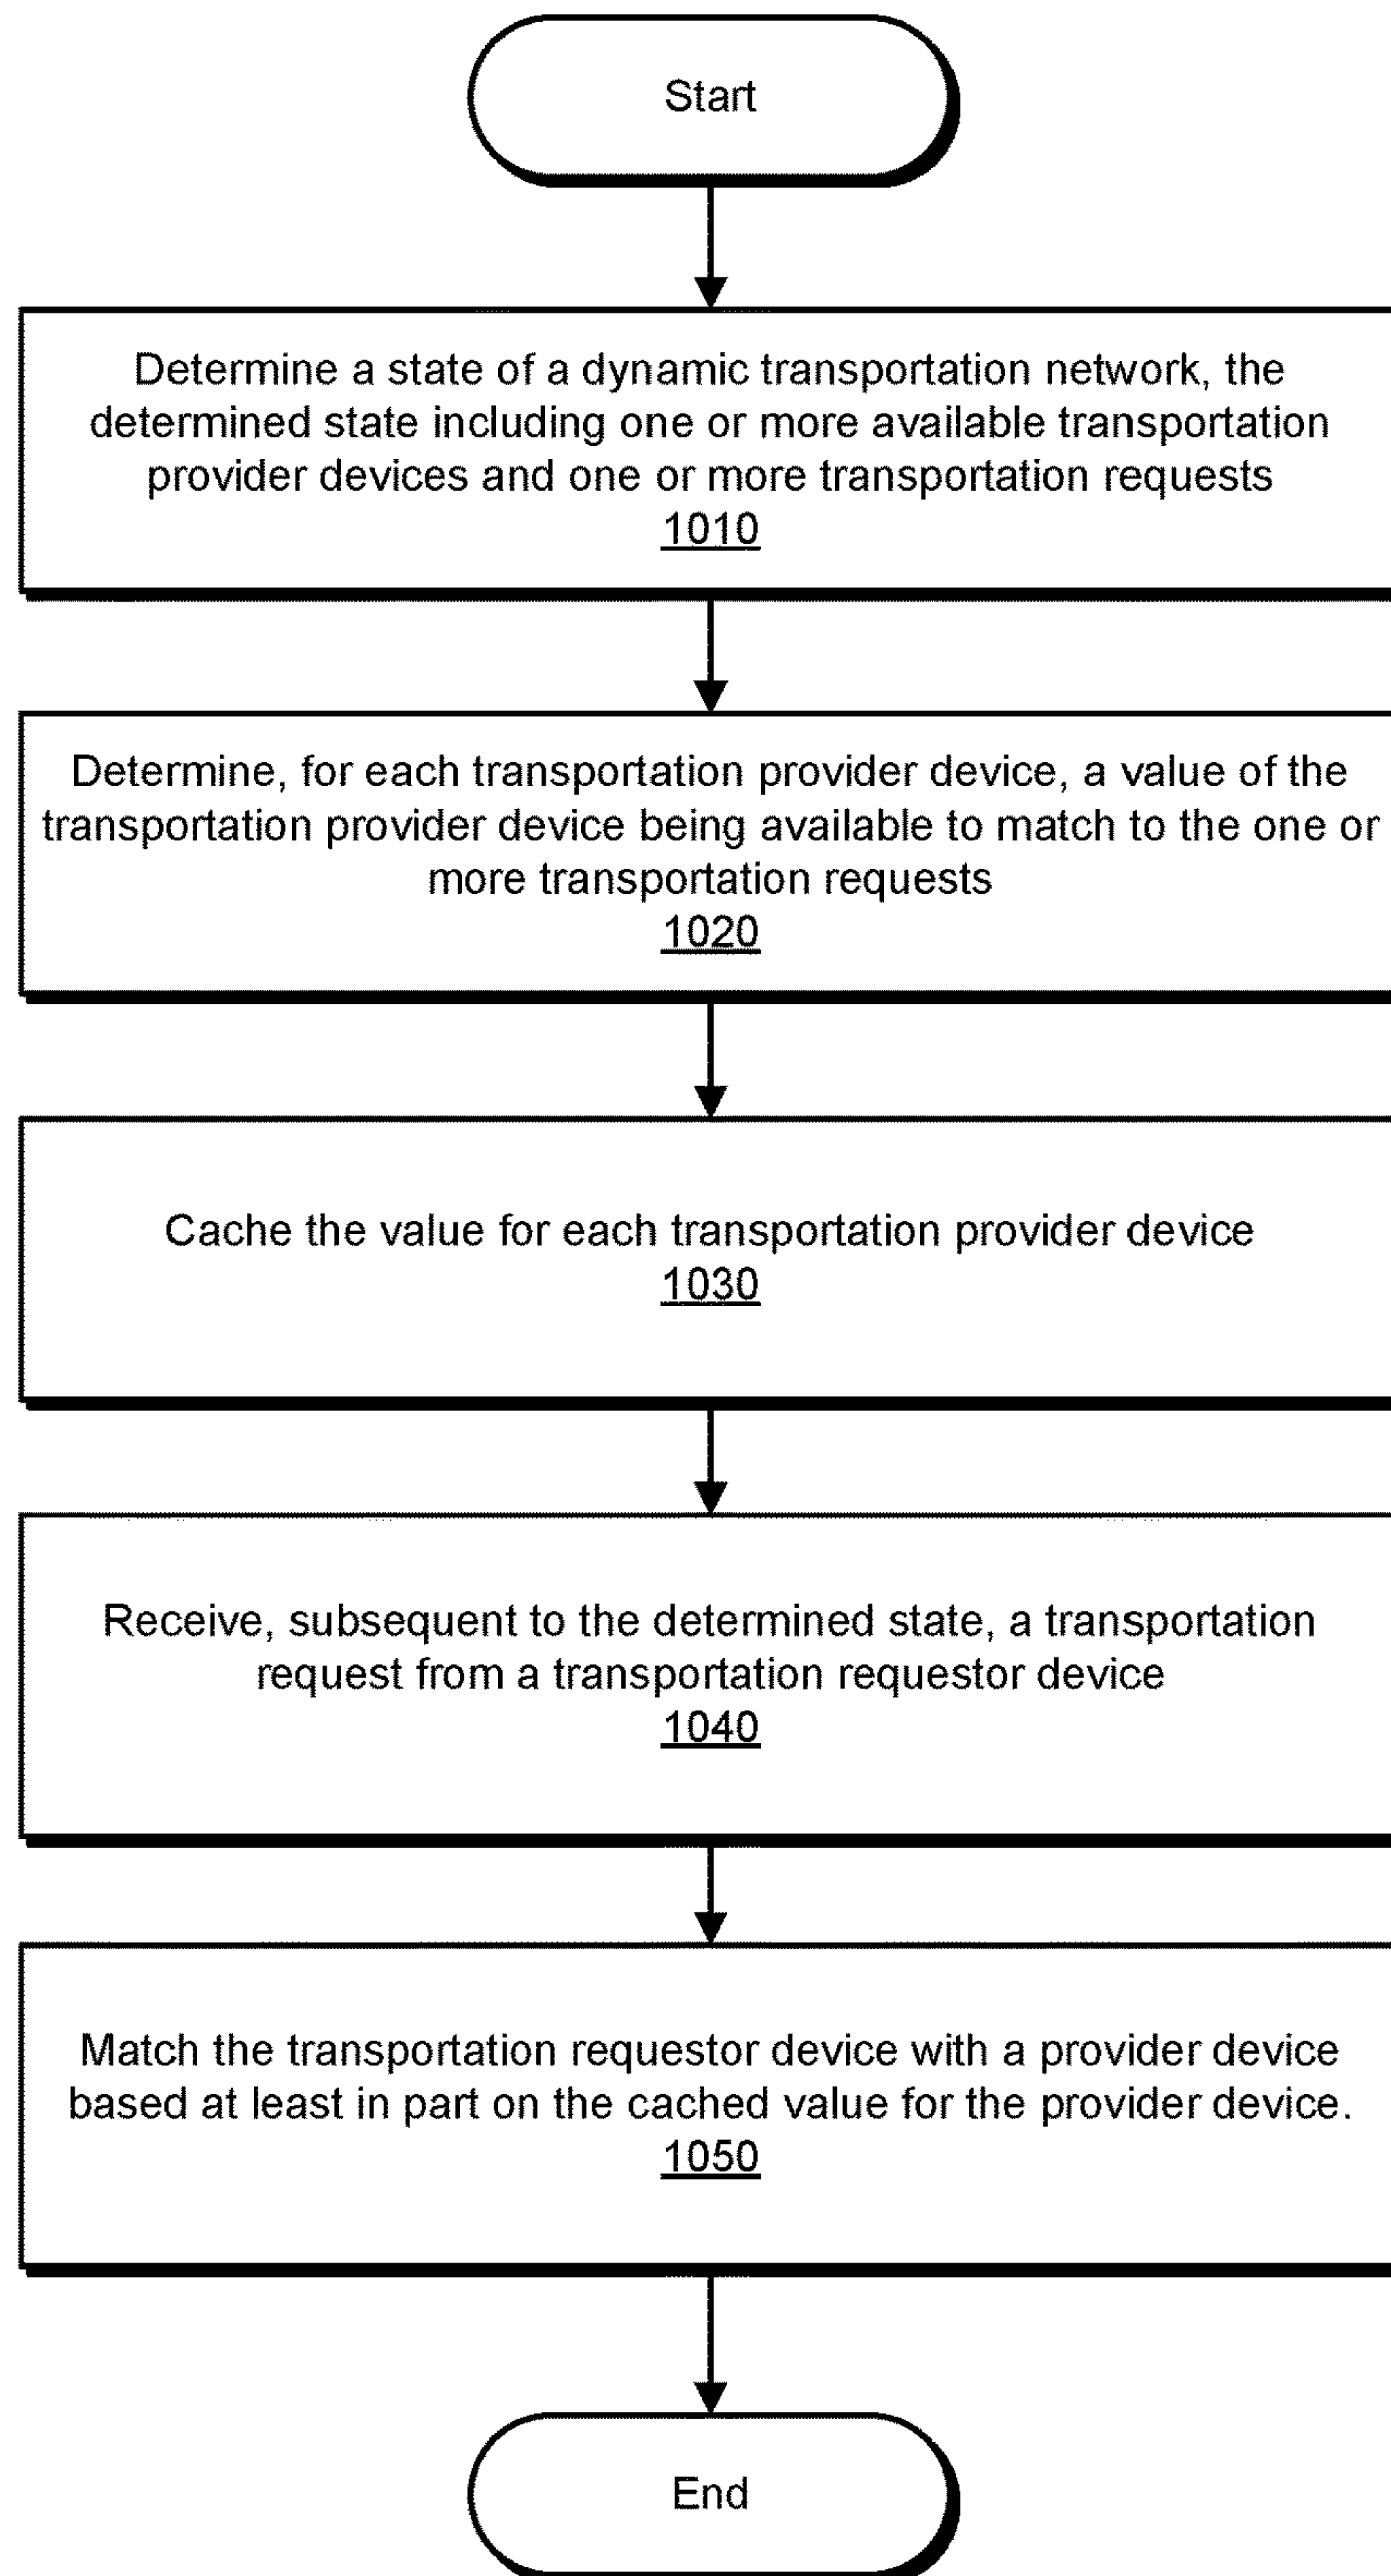 Start
Determine a state of a dynamic transportation network, the
determined state including one or more available transportation
provider devices and one or more transportation requests
1010
Determine, for each transportation provider device, a value of the
transportation provider device being available to match to the one or
more transportation requests
1020
Cache the value for each transportation provider device
1030
Receive, subsequent to the determined state, a transportation
request from a transportation requestor device
1040
Match the transportation requestor device with a provider device
based at least in part on the cached value for the provider device.
1050
End